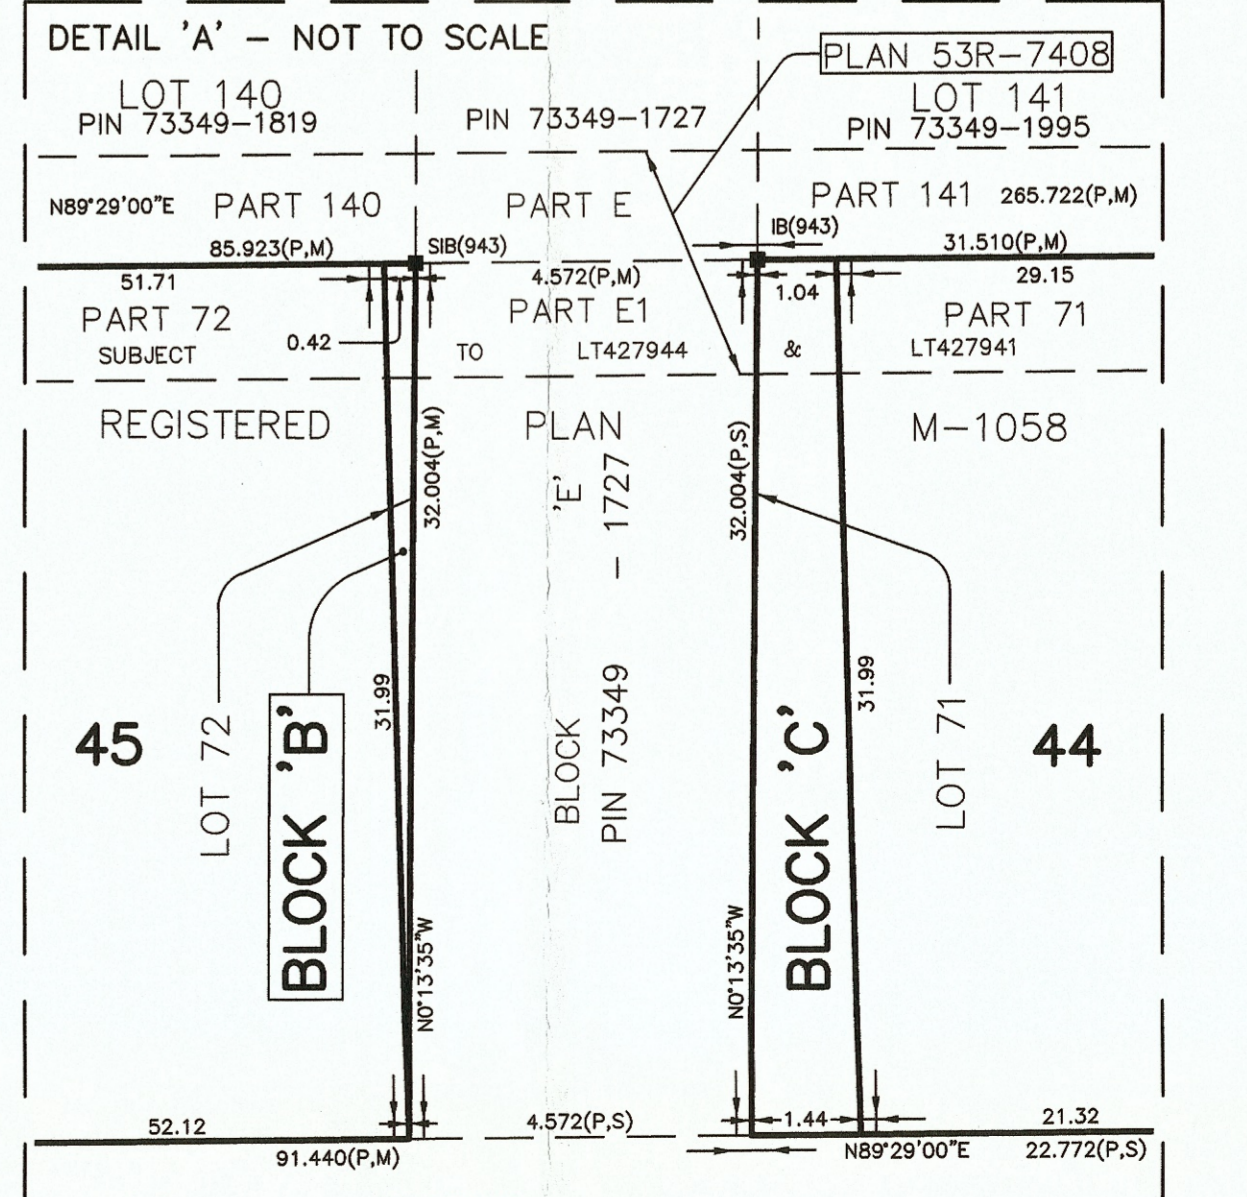 DETAIL 'A' – NOT TO SCALE
PLAN 53R–7408
LOT 140
PIN 73349–1819
PIN 73349–1727
LOT 141
PIN 73349–1995
N89°29'00"E
PART 140
PART E
PART 141
265.722(P,M)
85.923(P,M)
SIB(943)
IB(943)
31.510(P,M)
51.71
4.572(P,M)
1.04
29.15
PART 72
PART E1
PART 71
0.42
SUBJECT
TO
LT427944
&
LT427941
REGISTERED
PLAN
M–1058
32.004(P,M)
BLOCK 'E'
PIN 73349 – 1727
32.004(P,S)
31.99
31.99
45
LOT 72
BLOCK 'B'
BLOCK 'C'
LOT 71
44
N0°13'35"W
N0°13'35"W
52.12
4.572(P,S)
1.44
21.32
91.440(P,M)
N89°29'00"E
22.772(P,S)